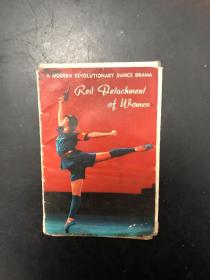 A MODERN REVOLUTIONARY DANCE DRAMA
Red Detachment
of Women